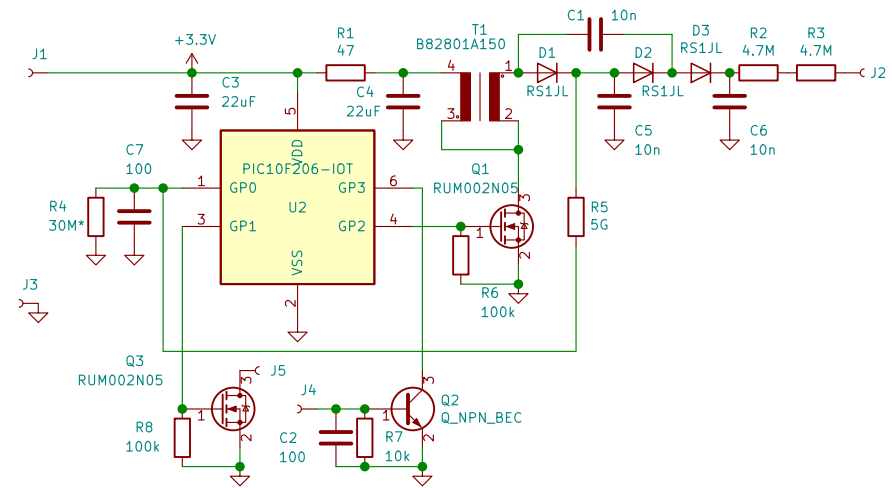 C1 10n
T1
B82801A150
D3
RS1JL
R1
47
R2
4.7M
R3
4.7M
+3.3V
J1
D1
D2
4
1
J2
C3
22uF
C4
22uF
RS1JL
RS1JL
5
3
2
C5
10n
C6
10n
VDD
C7
100
PIC10F206-IOT
Q1
RUM002N05
1
GP0
GP3
6
3
R4
30M*
U2
R5
5G
3
GP1
GP2
4
1
2
VSS
J3
2
R6
100k
Q3
RUM002N05
J5
3
J4
3
Q2
Q_NPN_BEC
1
1
R8
100k
2
C2
100
R7
10k
2